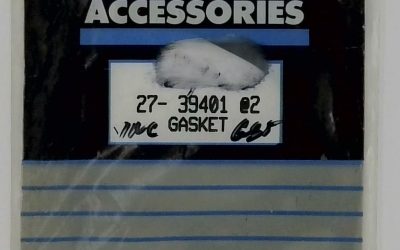 ACCESSORIES
27- 39401 @2
GASKET